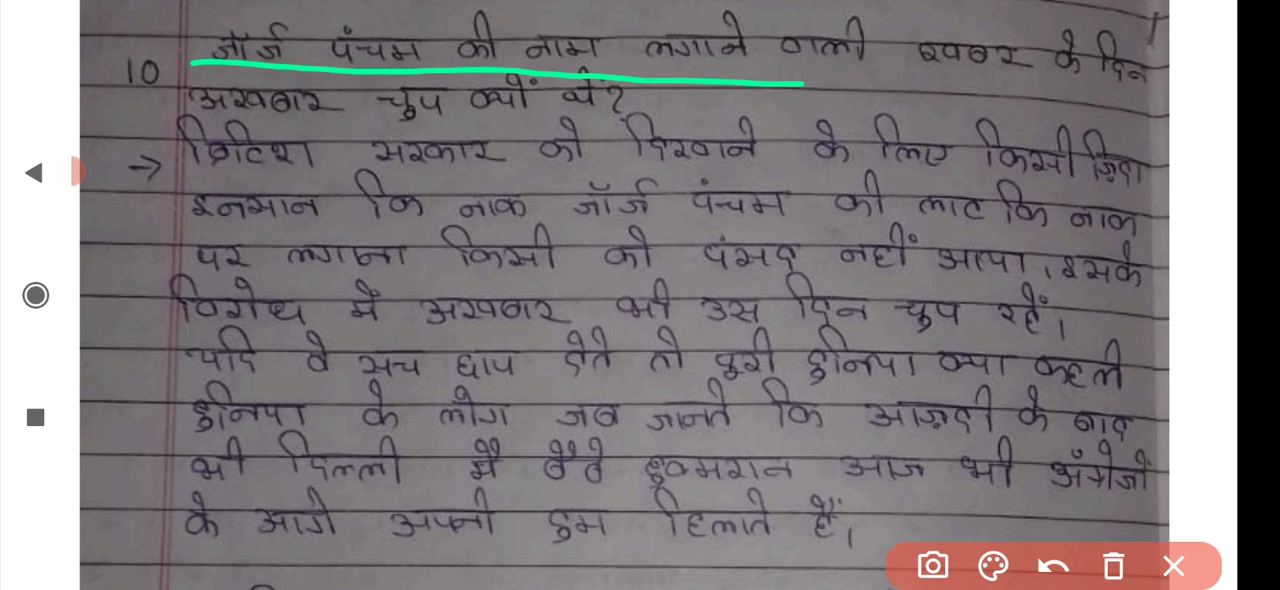 जॉर्ज पंचम की नाम लगाने वाली खबर के दिन
10 अखबार चुप क्यों थे?
→ ब्रिटिश सरकार को दिखाने के लिए किसी ज़िंदा
इनसान कि नाक जॉर्ज पंचम की लाट कि नाक
पर लगाना किसी को पंसद नहीं आया। इसके
विरोध में अखबार भी उस दिन चुप रहें।
यदि वे सच छाप देते तो पुरी दुनिया क्या कहती
दुनिया के लोग जब जानते कि आज़दी के बाद
भी दिल्ली में बैठे हुक्मरान आज भी अँग्रेजों
के आगे अपनी दुम हिलाते हैं।